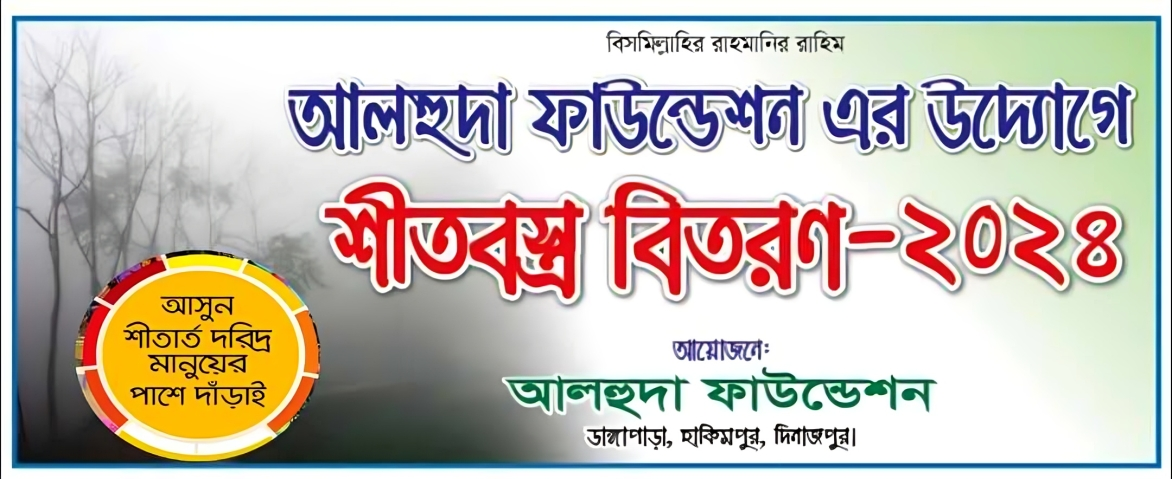 বিসমিল্লাহির রাহমানির রাহিম
আলহুদা ফাউন্ডেশন এর উদ্যোগে
শীতবস্ত্র বিতরণ-২০২৪
আসুন
শীতার্ত দরিদ্র
মানুয়ের
পাশে দাঁড়াই
আয়োজনেঃ
আলহুদা ফাউন্ডেশন
ডাঙ্গাপাড়া, হাকিমপুর, দিনাজপুর।